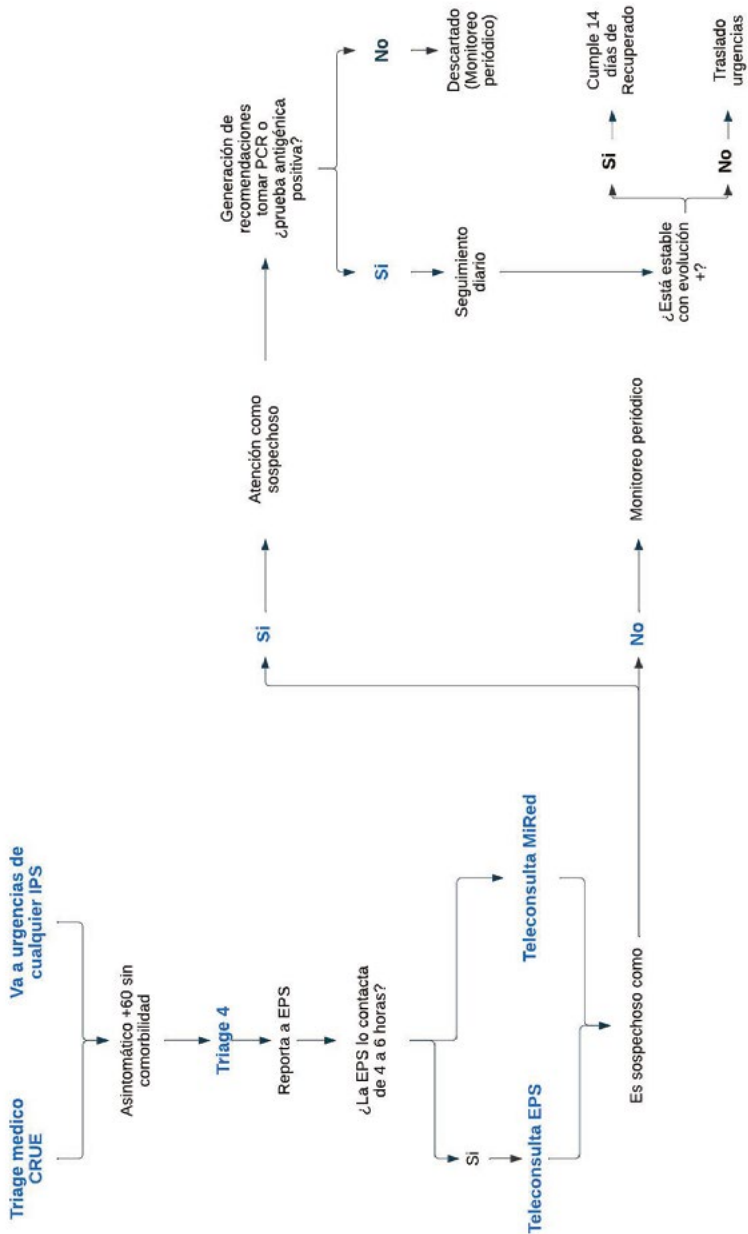 Triage medico
CRUE
Va a urgencias de
cualquier IPS
Asintomático +60 sin
comorbilidad
Triage 4
Reporta a EPS
¿La EPS lo contacta
de 4 a 6 horas?
Si
Teleconsulta EPS
Teleconsulta MiRed
Es sospechoso como
Si
No
Atención como
sospechoso
Monitoreo periódico
Generación de
recomendaciones
tomar PCR o
¿prueba antigénica
positiva?
Si
No
Seguimiento
diario
Descartado
(Monitoreo
periódico)
¿Está estable
con evolución
+?
Si
No
Cumple 14
días de
Recuperado
Traslado
urgencias